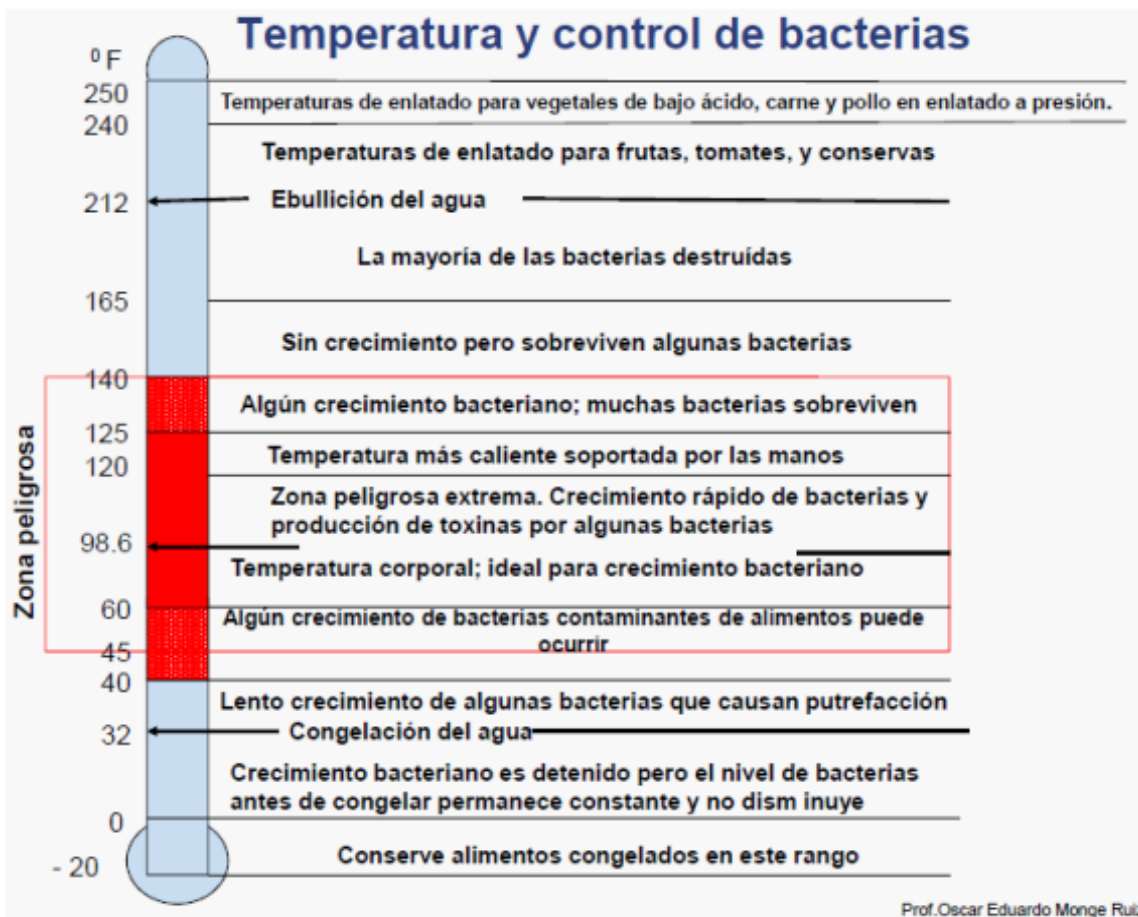 Temperatura y control de bacterias
⁰ F
250
Temperaturas de enlatado para vegetales de bajo ácido, carne y pollo en enlatado a presión.
240
Temperaturas de enlatado para frutas, tomates, y conservas
212
Ebullición del agua
La mayoría de las bacterias destruídas
165
Sin crecimiento pero sobreviven algunas bacterias
140
Zona peligrosa
Algún crecimiento bacteriano; muchas bacterias sobreviven
125
Temperatura más caliente soportada por las manos
120
Zona peligrosa extrema. Crecimiento rápido de bacterias y
producción de toxinas por algunas bacterias
98.6
Temperatura corporal; ideal para crecimiento bacteriano
60
Algún crecimiento de bacterias contaminantes de alimentos puede
ocurrir
45
40
Lento crecimiento de algunas bacterias que causan putrefacción
32
Congelación del agua
Crecimiento bacteriano es detenido pero el nivel de bacterias
antes de congelar permanece constante y no dism inuye
0
Conserve alimentos congelados en este rango
- 20
Prof.Oscar Eduardo Monge Ruiz